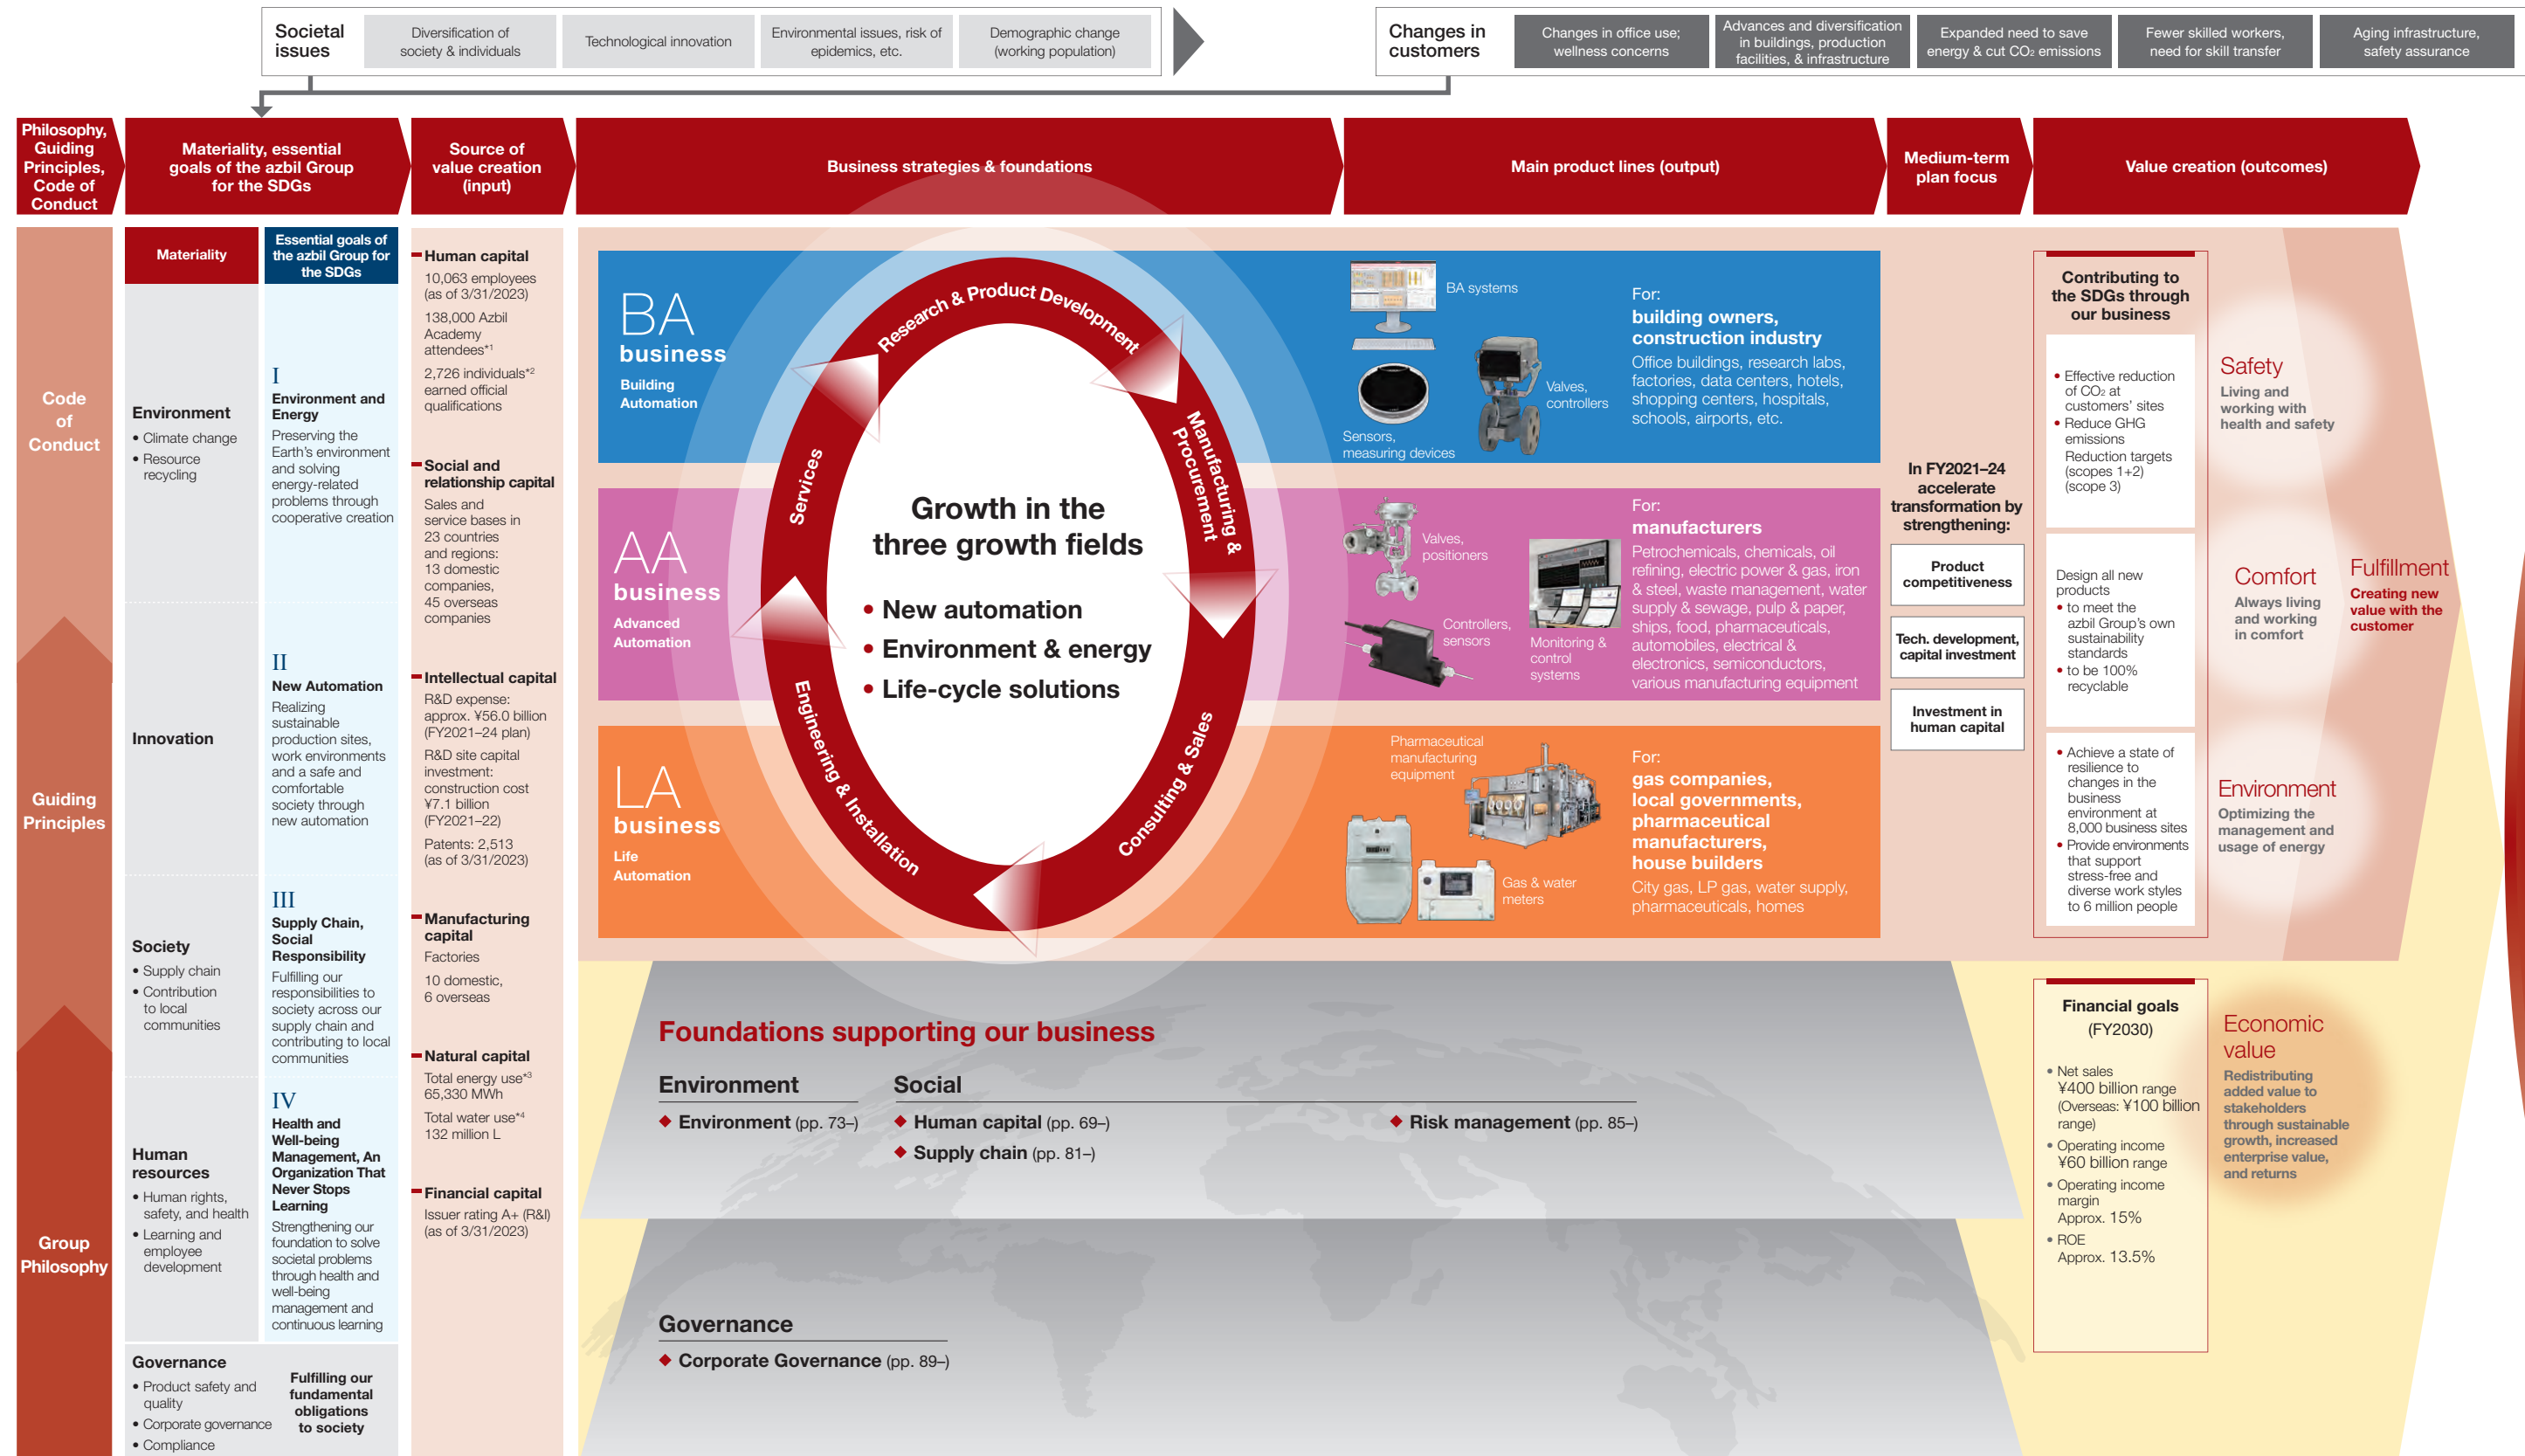 Societal
issues
Diversification of
society & individuals
Technological innovation
Environmental issues, risk of
epidemics, etc.
Demographic change
(working population)
Changes in
customers
Changes in office use;
wellness concerns
Advances and diversification
in buildings, production
facilities, & infrastructure
Expanded need to save
energy & cut CO₂ emissions
Fewer skilled workers,
need for skill transfer
Aging infrastructure,
safety assurance
Philosophy,
Guiding
Principles,
Code of
Conduct
Materiality, essential
goals of the azbil Group
for the SDGs
Source of
value creation
(input)
Business strategies & foundations
Main product lines (output)
Medium-term
plan focus
Value creation (outcomes)
Code
of
Conduct
Guiding
Principles
Group
Philosophy
Materiality
Essential goals of
the azbil Group for
the SDGs
Environment
• Climate change
• Resource
recycling
I
Environment and
Energy
Preserving the
Earth's environment
and solving
energy-related
problems through
cooperative creation
Innovation
II
New Automation
Realizing
sustainable
production sites,
work environments
and a safe and
comfortable
society through
new automation
Society
• Supply chain
• Contribution
to local
communities
III
Supply Chain,
Social
Responsibility
Fulfilling our
responsibilities to
society across our
supply chain and
contributing to local
communities
Human
resources
• Human rights,
safety, and health
• Learning and
employee
development
IV
Health and
Well-being
Management, An
Organization That
Never Stops
Learning
Strengthening our
foundation to solve
societal problems
through health and
well-being
management and
continuous learning
Governance
• Product safety and
quality
• Corporate governance
• Compliance
Fulfilling our
fundamental
obligations
to society
Human capital
10,063 employees
(as of 3/31/2023)
138,000 Azbil
Academy
attendees*1
2,726 individuals*2
earned official
qualifications
Social and
relationship capital
Sales and
service bases in
23 countries
and regions:
13 domestic
companies,
45 overseas
companies
Intellectual capital
R&D expense:
approx. ¥56.0 billion
(FY2021–24 plan)
R&D site capital
investment:
construction cost
¥7.1 billion
(FY2021–22)
Patents: 2,513
(as of 3/31/2023)
Manufacturing
capital
Factories
10 domestic,
6 overseas
Natural capital
Total energy use*3
65,330 MWh
Total water use*4
132 million L
Financial capital
Issuer rating A+ (R&I)
(as of 3/31/2023)
BA
business
Building
Automation
AA
business
Advanced
Automation
LA
business
Life
Automation
Research & Product Development
Manufacturing &
Procurement
Consulting & Sales
Engineering & Installation
Services
Growth in the
three growth fields
• New automation
• Environment & energy
• Life-cycle solutions
BA systems
Valves,
controllers
Sensors,
measuring devices
For:
building owners,
construction industry
Office buildings, research labs,
factories, data centers, hotels,
shopping centers, hospitals,
schools, airports, etc.
Valves,
positioners
Controllers,
sensors
Monitoring &
control
systems
For:
manufacturers
Petrochemicals, chemicals, oil
refining, electric power & gas, iron
& steel, waste management, water
supply & sewage, pulp & paper,
ships, food, pharmaceuticals,
automobiles, electrical &
electronics, semiconductors,
various manufacturing equipment
Pharmaceutical
manufacturing
equipment
Gas & water
meters
For:
gas companies,
local governments,
pharmaceutical
manufacturers,
house builders
City gas, LP gas, water supply,
pharmaceuticals, homes
In FY2021–24
accelerate
transformation by
strengthening:
Product
competitiveness
Tech. development,
capital investment
Investment in
human capital
Contributing to
the SDGs through
our business
• Effective reduction
of CO₂ at
customers' sites
• Reduce GHG
emissions
Reduction targets
(scopes 1+2)
(scope 3)
Design all new
products
• to meet the
azbil Group's own
sustainability
standards
• to be 100%
recyclable
• Achieve a state of
resilience to
changes in the
business
environment at
8,000 business sites
• Provide environments
that support
stress-free and
diverse work styles
to 6 million people
Safety
Living and
working with
health and safety
Comfort
Always living
and working
in comfort
Fulfillment
Creating new
value with the
customer
Environment
Optimizing the
management and
usage of energy
Financial goals
(FY2030)
• Net sales
¥400 billion range
(Overseas: ¥100 billion
range)
• Operating income
¥60 billion range
• Operating income
margin
Approx. 15%
• ROE
Approx. 13.5%
Economic
value
Redistributing
added value to
stakeholders
through sustainable
growth, increased
enterprise value,
and returns
Foundations supporting our business
Environment
◆ Environment (pp. 73–)
Social
◆ Human capital (pp. 69–)
◆ Supply chain (pp. 81–)
◆ Risk management (pp. 85–)
Governance
◆ Corporate Governance (pp. 89–)